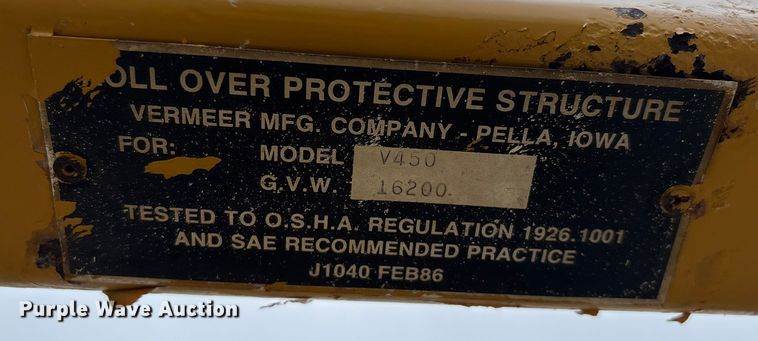 OLL OVER PROTECTIVE STRUCTURE
VERMEER MFG. COMPANY - PELLA, IOWA
FOR: MODEL V450
G.V.W. 16200
TESTED TO O.S.H.A. REGULATION 1926.1001
AND SAE RECOMMENDED PRACTICE
J1040 FEB86
Purple Wave Auction